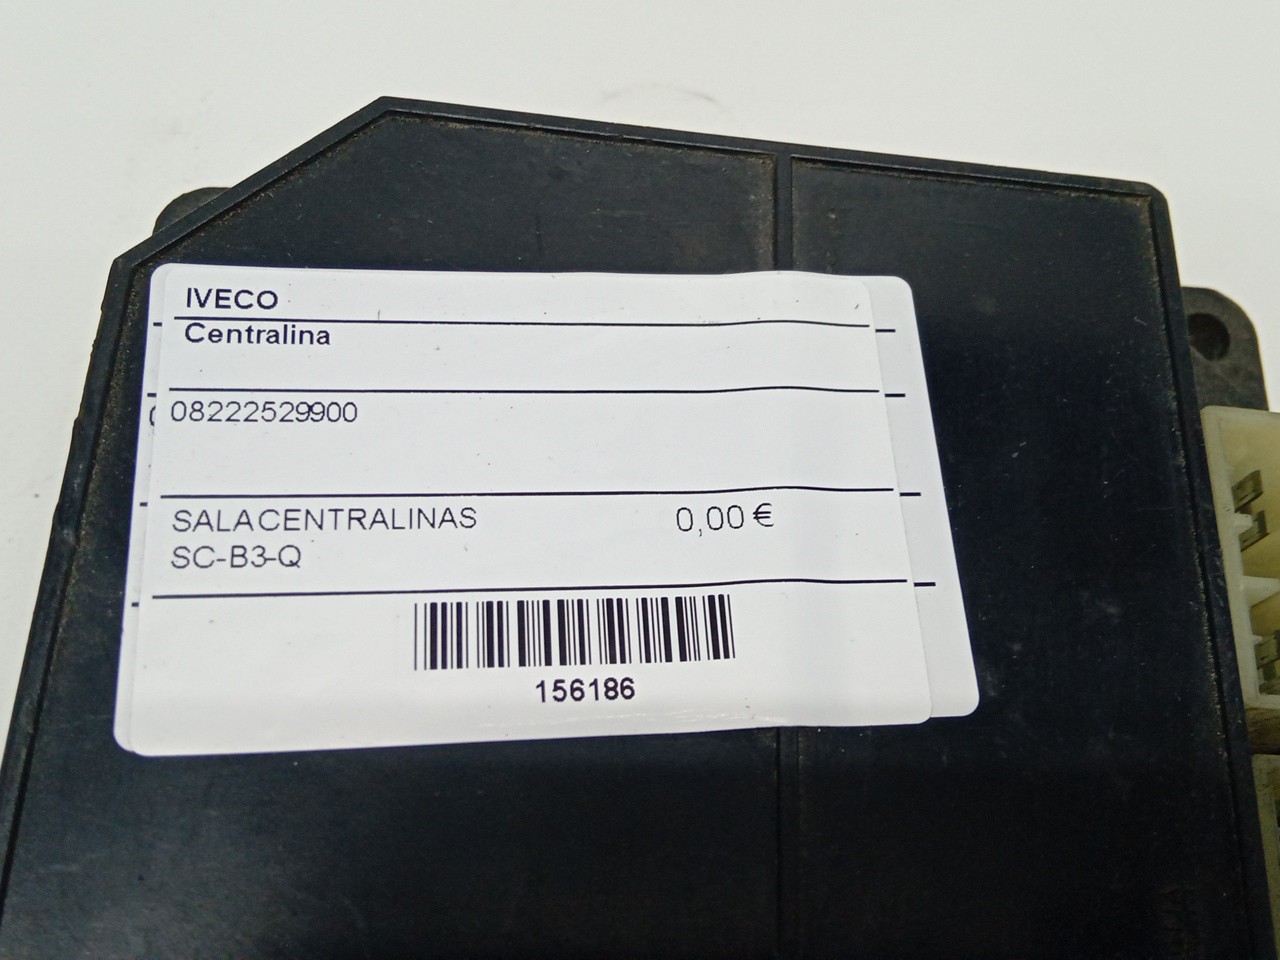 IVECO
Centralina
08222529900
SALACENTRALINAS 0,00 €
SC-B3-Q
156186